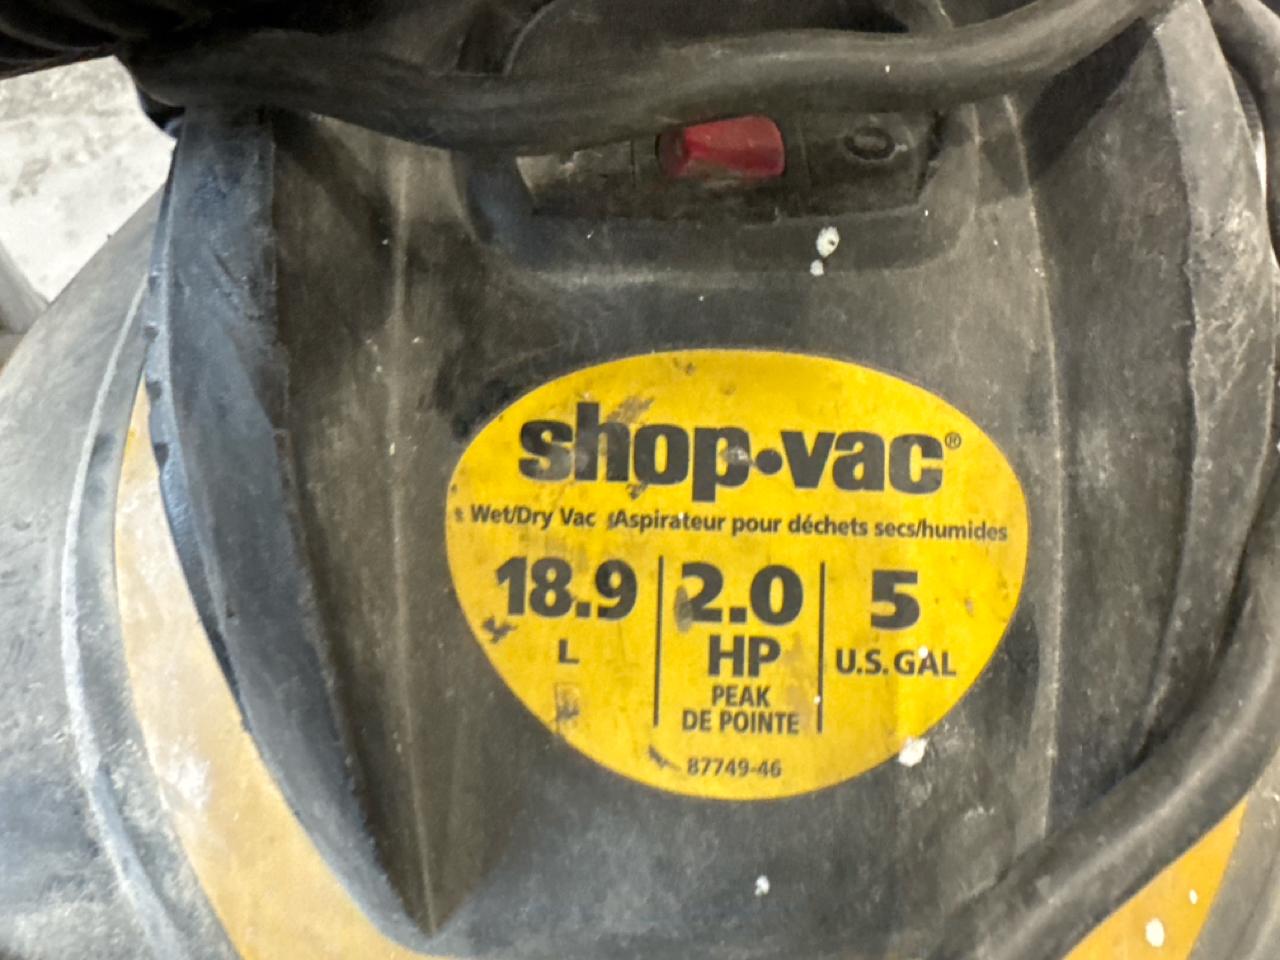 O
shop•vac®
Wet/Dry Vac Aspirateur pour déchets secs/humides
18.9 2.0 5
L HP U.S. GAL
PEAK
DE POINTE
87749-46